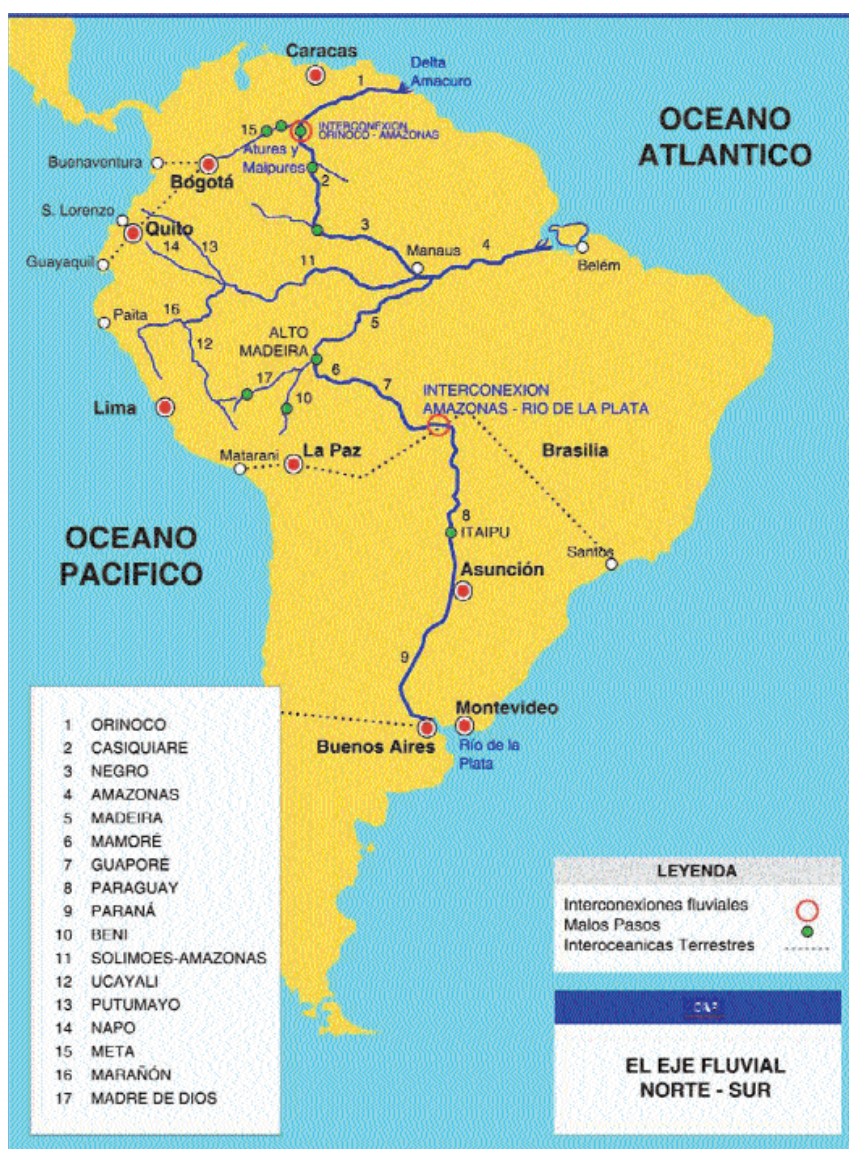 Caracas
Delta
Amacuro
1
OCEANO
ATLANTICO
15
INTERCONEXION
ORINOCO - AMAZONAS
Atures y
Maipures
Buenaventura
Bogotá
2
S. Lorenzo
Quito
13
14
3
Manaus
4
Guayaquil
11
Belém
Paita
16
5
ALTO
MADEIRA
12
17
6
7
10
INTERCONEXION
AMAZONAS - RIO DE LA PLATA
Lima
Brasilia
Matarani
La Paz
8
ITAIPU
OCEANO
PACIFICO
Santos
Asunción
9
Montevideo
Buenos Aires
Río de la
Plata
1 ORINOCO
2 CASIQUIARE
3 NEGRO
4 AMAZONAS
5 MADEIRA
6 MAMORÉ
7 GUAPORÉ
8 PARAGUAY
9 PARANÁ
10 BENI
11 SOLIMOES-AMAZONAS
12 UCAYALI
13 PUTUMAYO
14 NAPO
15 META
16 MARAÑÓN
17 MADRE DE DIOS
LEYENDA
Interconexiones fluviales
Malos Pasos
Interoceanicas Terrestres
CAF
EL EJE FLUVIAL
NORTE - SUR